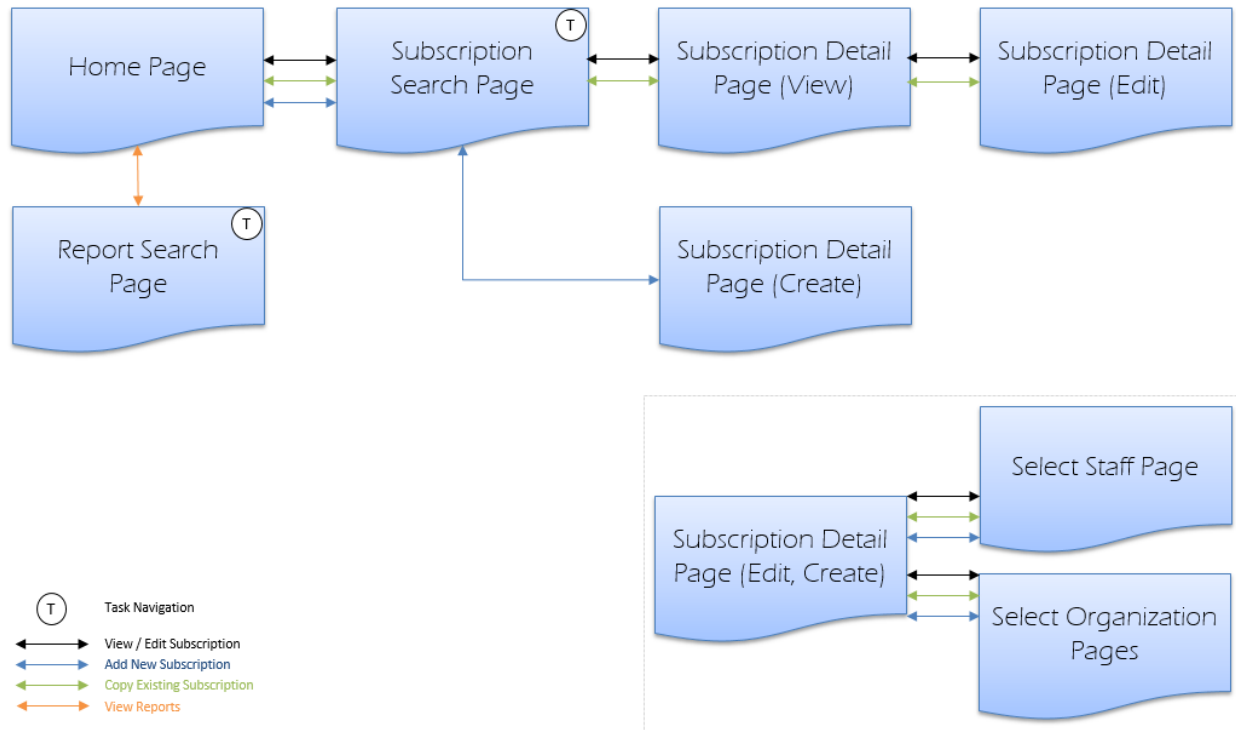 Home Page
Subscription
Search Page
T
Subscription Detail
Page (View)
Subscription Detail
Page (Edit)
Report Search
Page
T
Subscription Detail
Page (Create)
Select Staff Page
Subscription Detail
Page (Edit, Create)
Select Organization
Pages
T Task Navigation
View / Edit Subscription
Add New Subscription
Copy Existing Subscription
View Reports